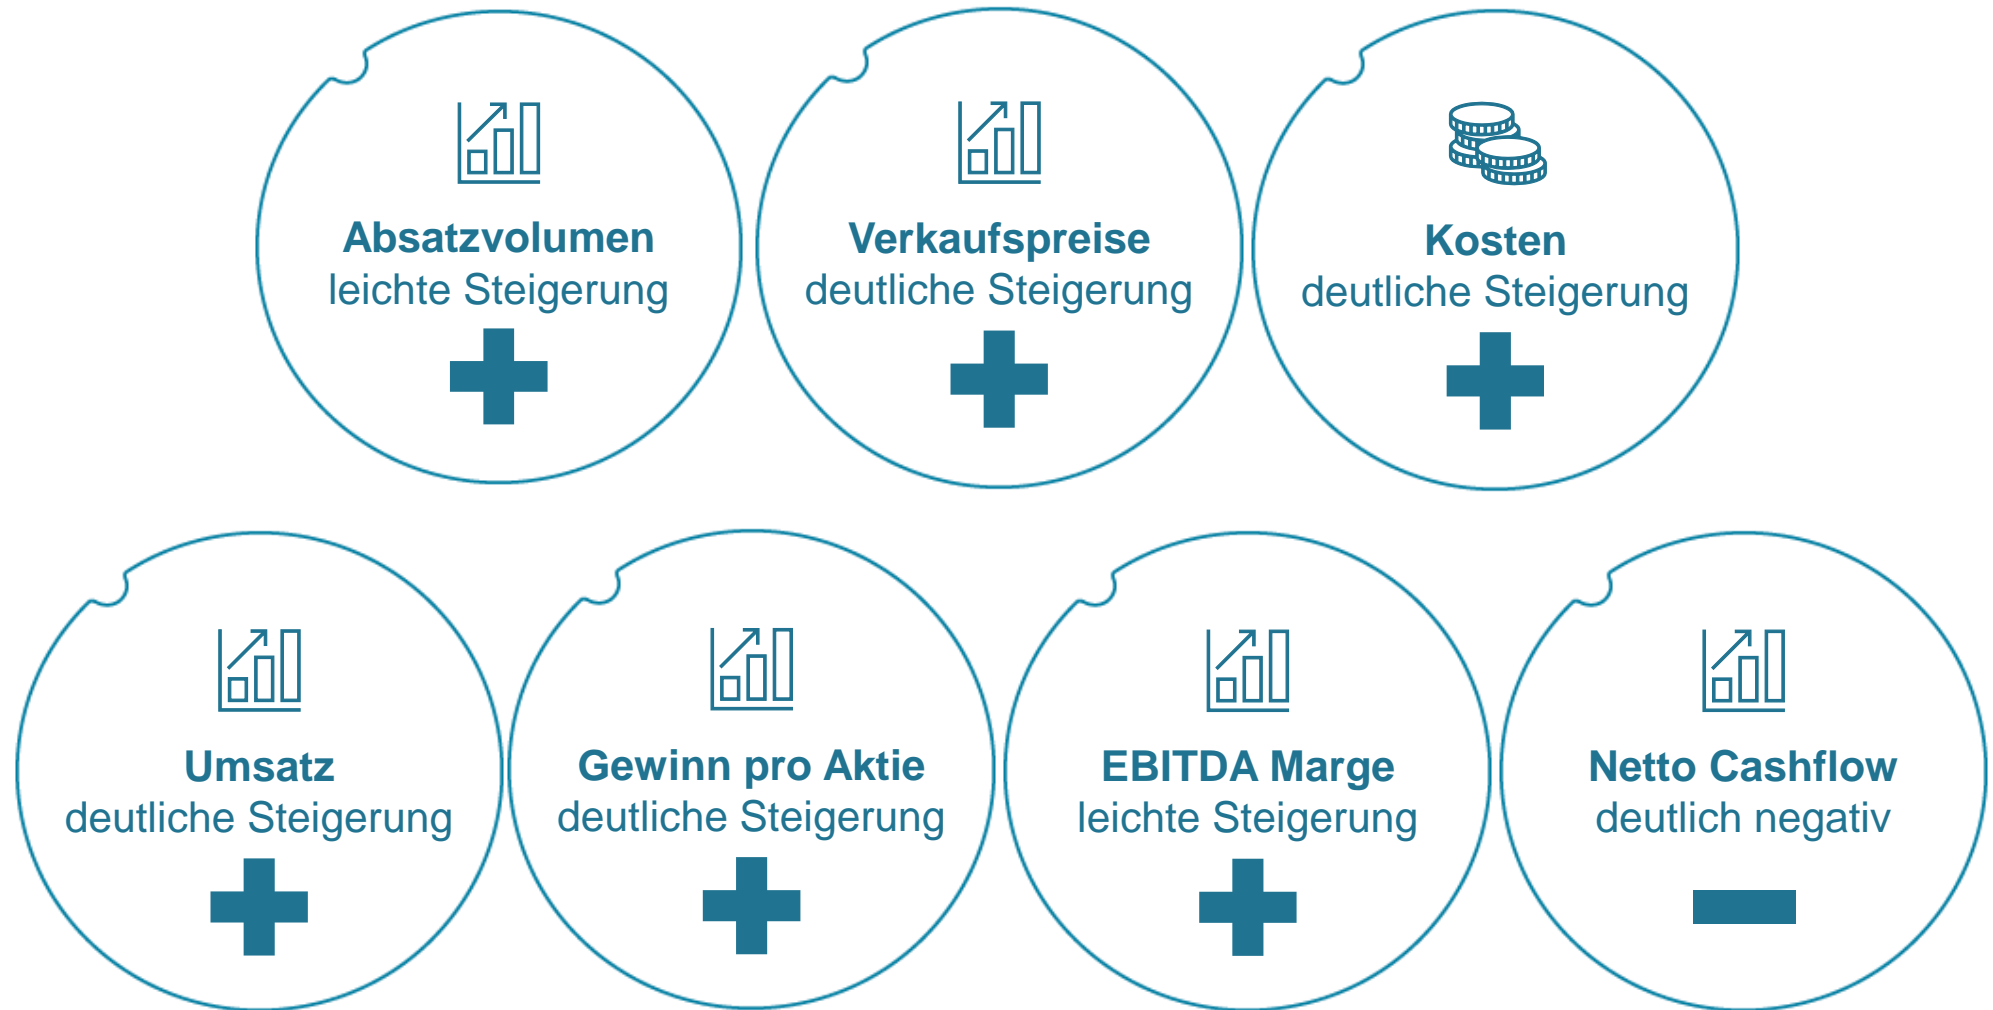 Absatzvolumen
leichte Steigerung
Verkaufspreise
deutliche Steigerung
Kosten
deutliche Steigerung
Umsatz
deutliche Steigerung
Gewinn pro Aktie
deutliche Steigerung
EBITDA Marge
leichte Steigerung
Netto Cashflow
deutlich negativ